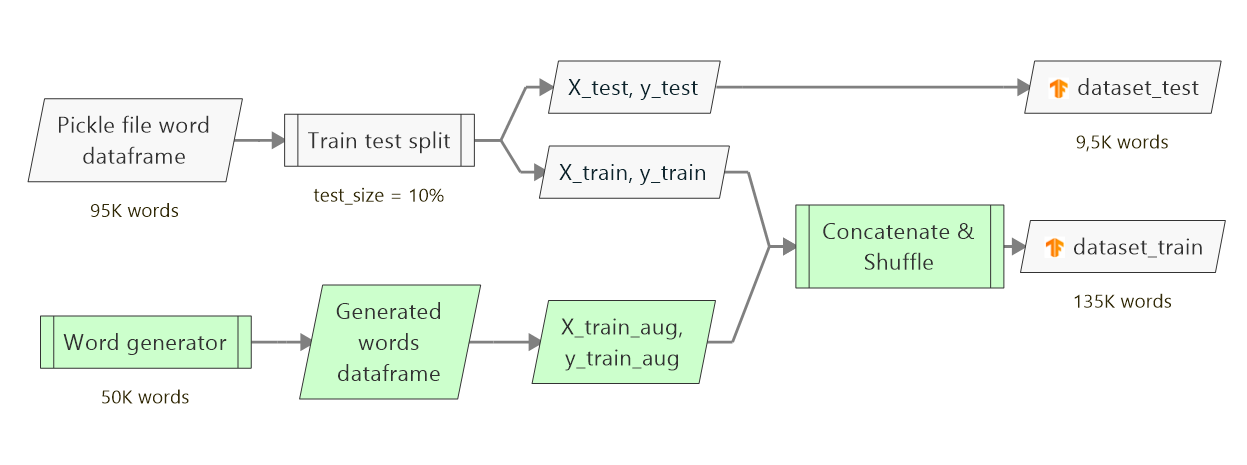 Pickle file word
dataframe
95K words
Train test split
test_size = 10%
X_test, y_test
X_train, y_train
dataset_test
9,5K words
Word generator
50K words
Generated
words
dataframe
X_train_aug,
y_train_aug
Concatenate &
Shuffle
dataset_train
135K words